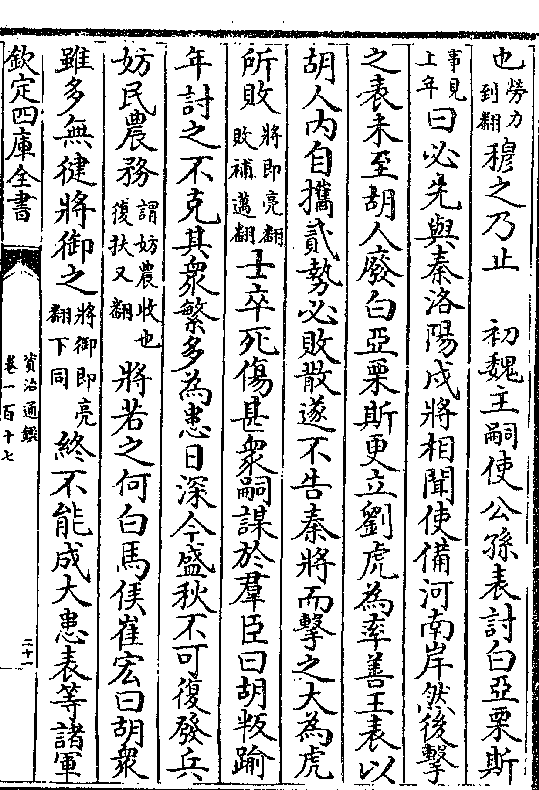 也勞力到翻穆之乃止　初魏主嗣使公孫表討白亞栗斯
事見上年曰必先與秦洛陽戍將相聞使備河南岸然後擊
之表未至胡人廢白亞栗斯更立劉虎為率善王表以
胡人內自攜貳勢必敗散遂不告秦將而擊之大為虎
所敗將即亮翻敗補邁翻士卒死傷甚衆嗣謀於羣臣曰胡叛踰
年討之不克其衆繁多為患日深今盛秋不可復發兵
妨民農務謂妨農收也復扶又翻將若之何白馬侯崔宏曰胡衆
雖多無健將御之將御即亮翻下同終不能成大患表等諸軍
欽定四庫全書
資治通鑑
卷一百十七
二十一